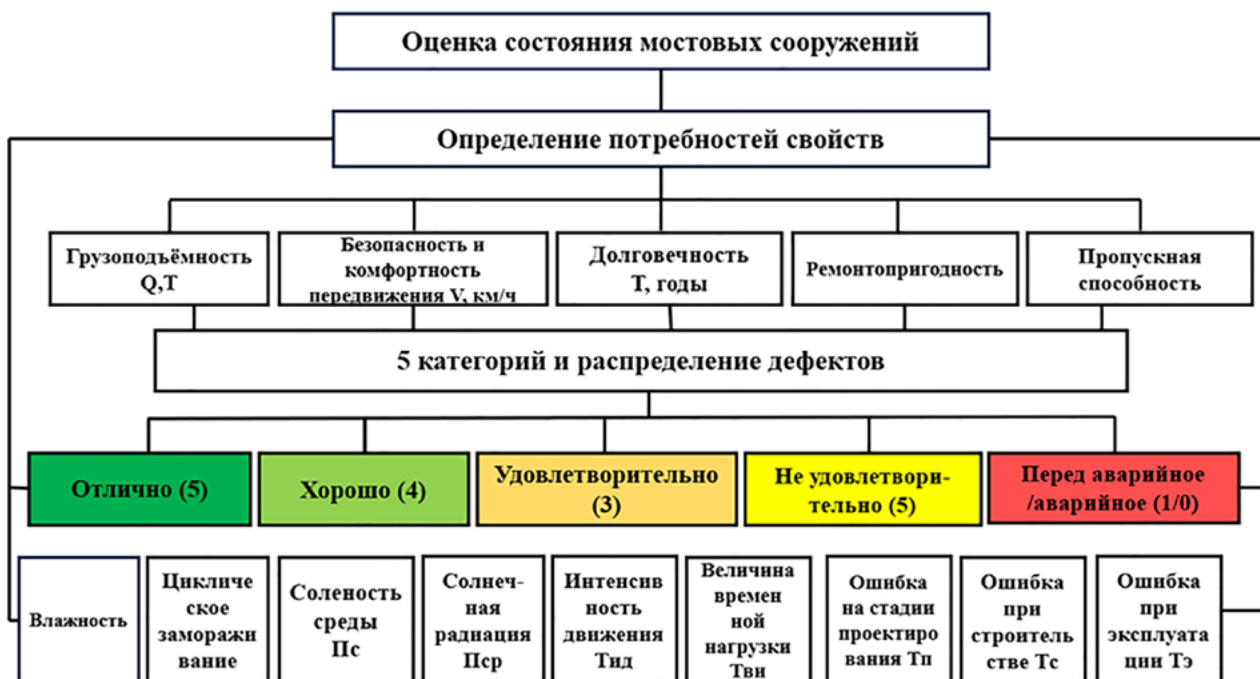 Оценка состояния мостовых сооружений
Определение потребностей свойств
Грузоподъёмность
Q,T
Безопасность и
комфортность
передвижения V, км/ч
Долговечность
Т, годы
Ремонтопригодность
Пропускная
способность
5 категорий и распределение дефектов
Отлично (5)
Хорошо (4)
Удовлетворительно
(3)
Не удовлетвори-
тельно (5)
Перед аварийное
/аварийное (1/0)
Влажность
Цикличе
ское
заморажи
вание
Соленость
среды
Пс
Солнеч-
ная
радиация
Пср
Интенсив
ность
движения
Тид
Величина
времен
ной
нагрузки
Тви
Ошибка
на стадии
проектиро
вания Тп
Ошибка
при
строитель
стве Тс
Ошибка
при
эксплуата
ции Тэ